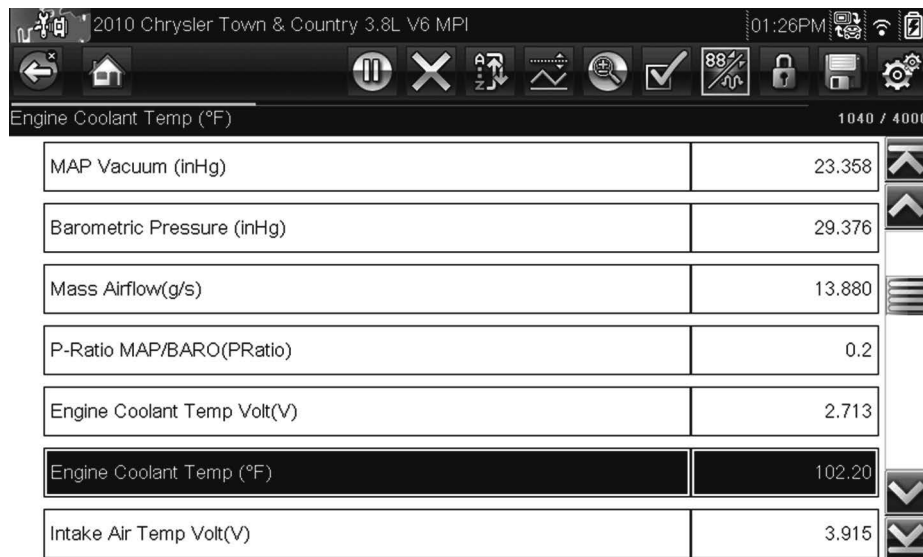 2010 Chrysler Town & Country 3.8L V6 MPI 01:26PM
Engine Coolant Temp (°F) 1040 / 4000
MAP Vacuum (inHg) 23.358
Barometric Pressure (inHg) 29.376
Mass Airflow(g/s) 13.880
P-Ratio MAP/BARO(PRatio) 0.2
Engine Coolant Temp Volt(V) 2.713
Engine Coolant Temp (°F) 102.20
Intake Air Temp Volt(V) 3.915